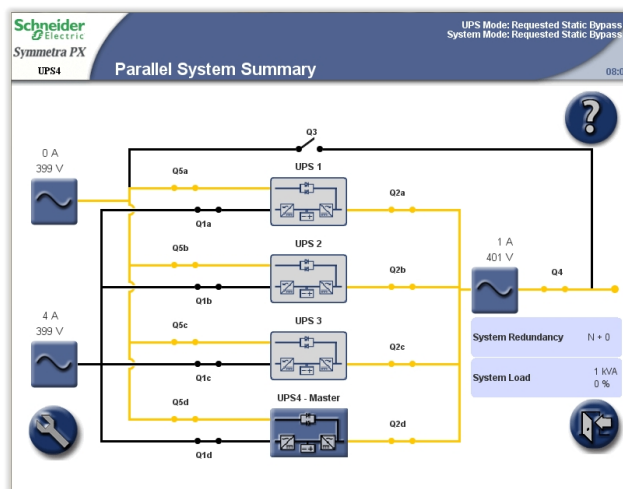 Schneider
Electric
Symmetra PX
UPS4
Parallel System Summary
UPS Mode: Requested Static Bypass
System Mode: Requested Static Bypass
08:0
0 A
399 V
Q3
Q5a
UPS 1
Q2a
Q1a
Q5b
UPS 2
Q2b
Q1b
1 A
401 V
Q4
4 A
399 V
Q5c
UPS 3
Q2c
Q1c
System Redundancy N + 0
System Load 1 kVA
0 %
Q5d
UPS4 - Master
Q2d
Q1d
?